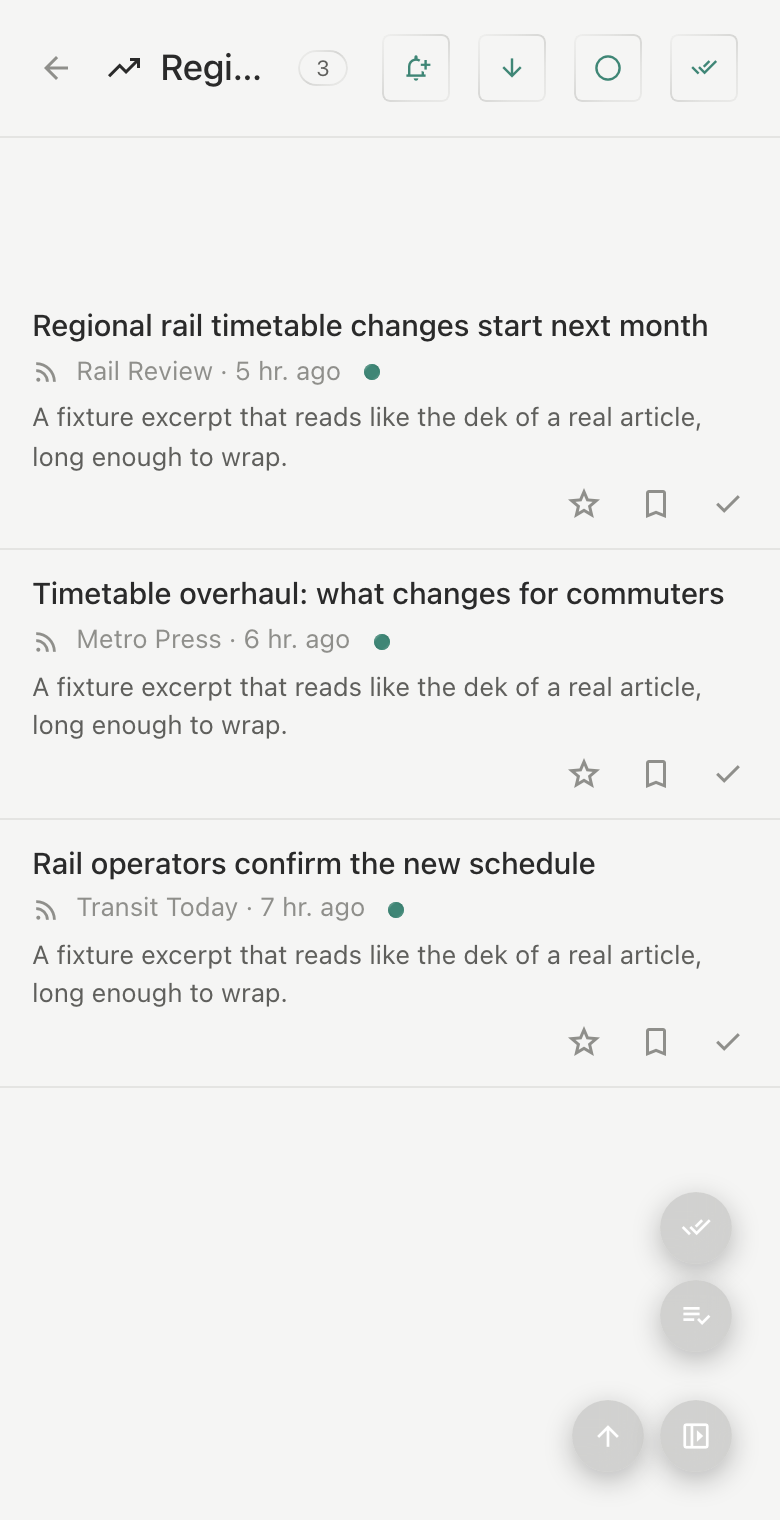 Regi...
3
Regional rail timetable changes start next month
Rail Review · 5 hr. ago
A fixture excerpt that reads like the dek of a real article,
long enough to wrap.
Timetable overhaul: what changes for commuters
Metro Press · 6 hr. ago
A fixture excerpt that reads like the dek of a real article,
long enough to wrap.
Rail operators confirm the new schedule
Transit Today · 7 hr. ago
A fixture excerpt that reads like the dek of a real article,
long enough to wrap.